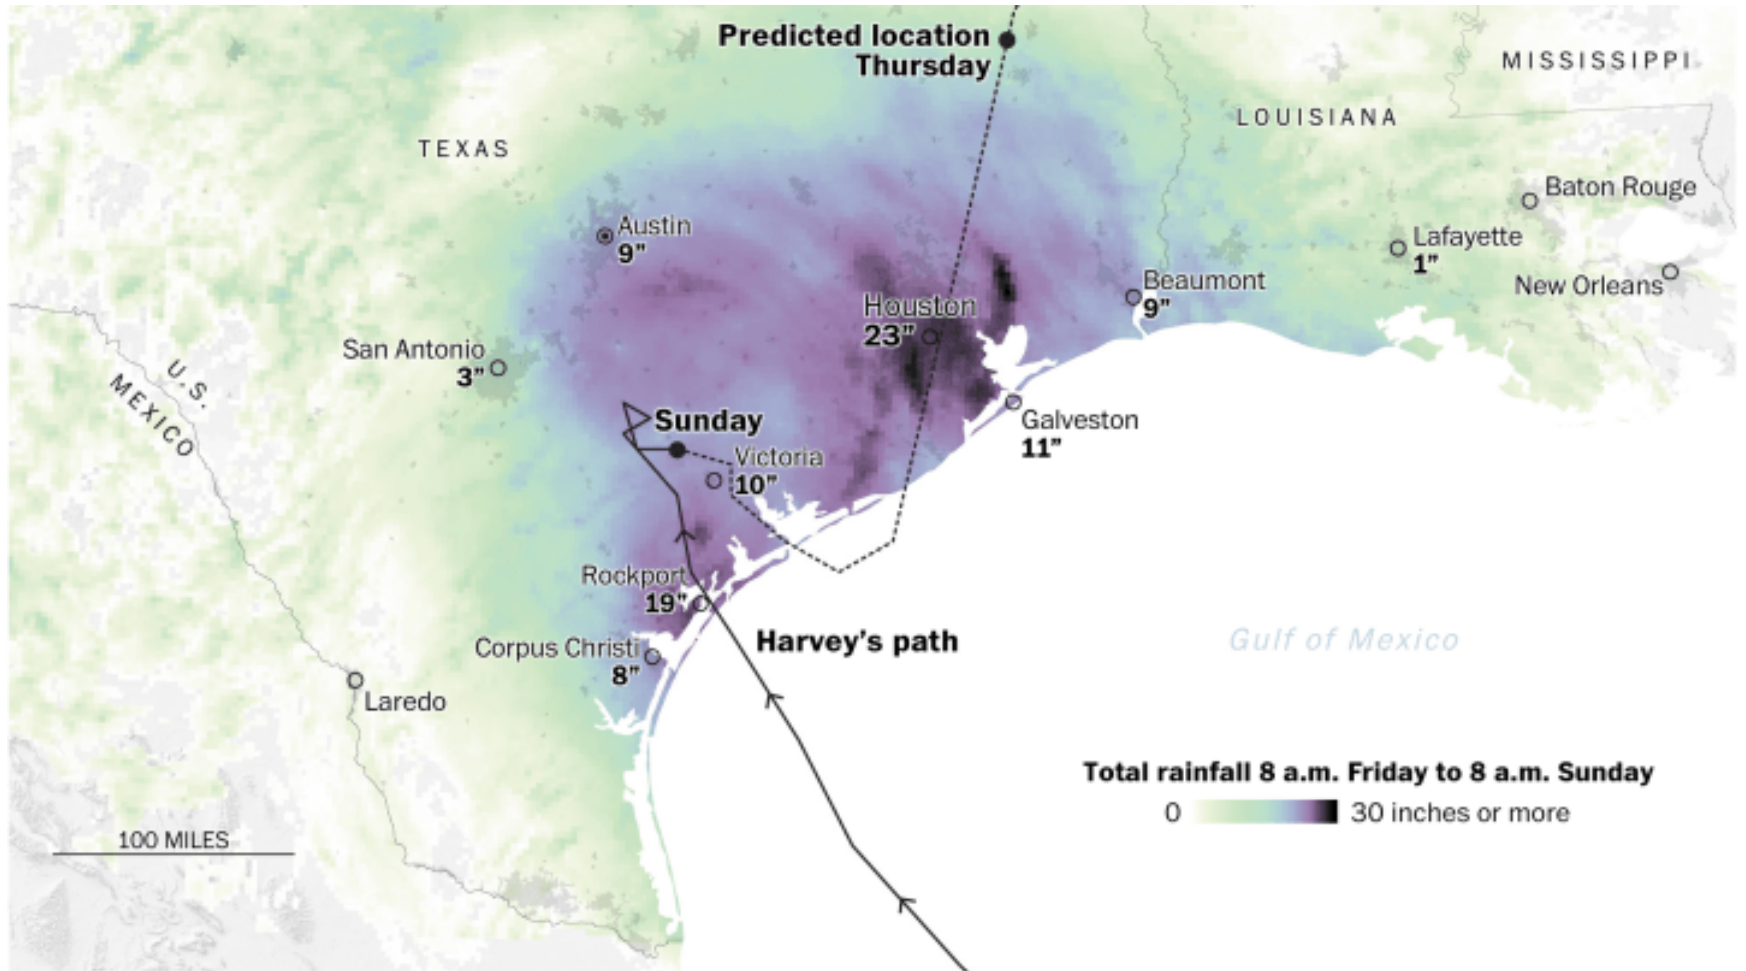 Predicted location
Thursday
MISSISSIPPI
LOUISIANA
TEXAS
Baton Rouge
Austin
9”
Lafayette
1”
New Orleans
Beaumont
9”
Houston
23”
San Antonio
3”
U.S.
MEXICO
Sunday
Galveston
11”
Victoria
10”
Rockport
19”
Harvey’s path
Gulf of Mexico
Corpus Christi
8”
Laredo
Total rainfall 8 a.m. Friday to 8 a.m. Sunday
0 30 inches or more
100 MILES